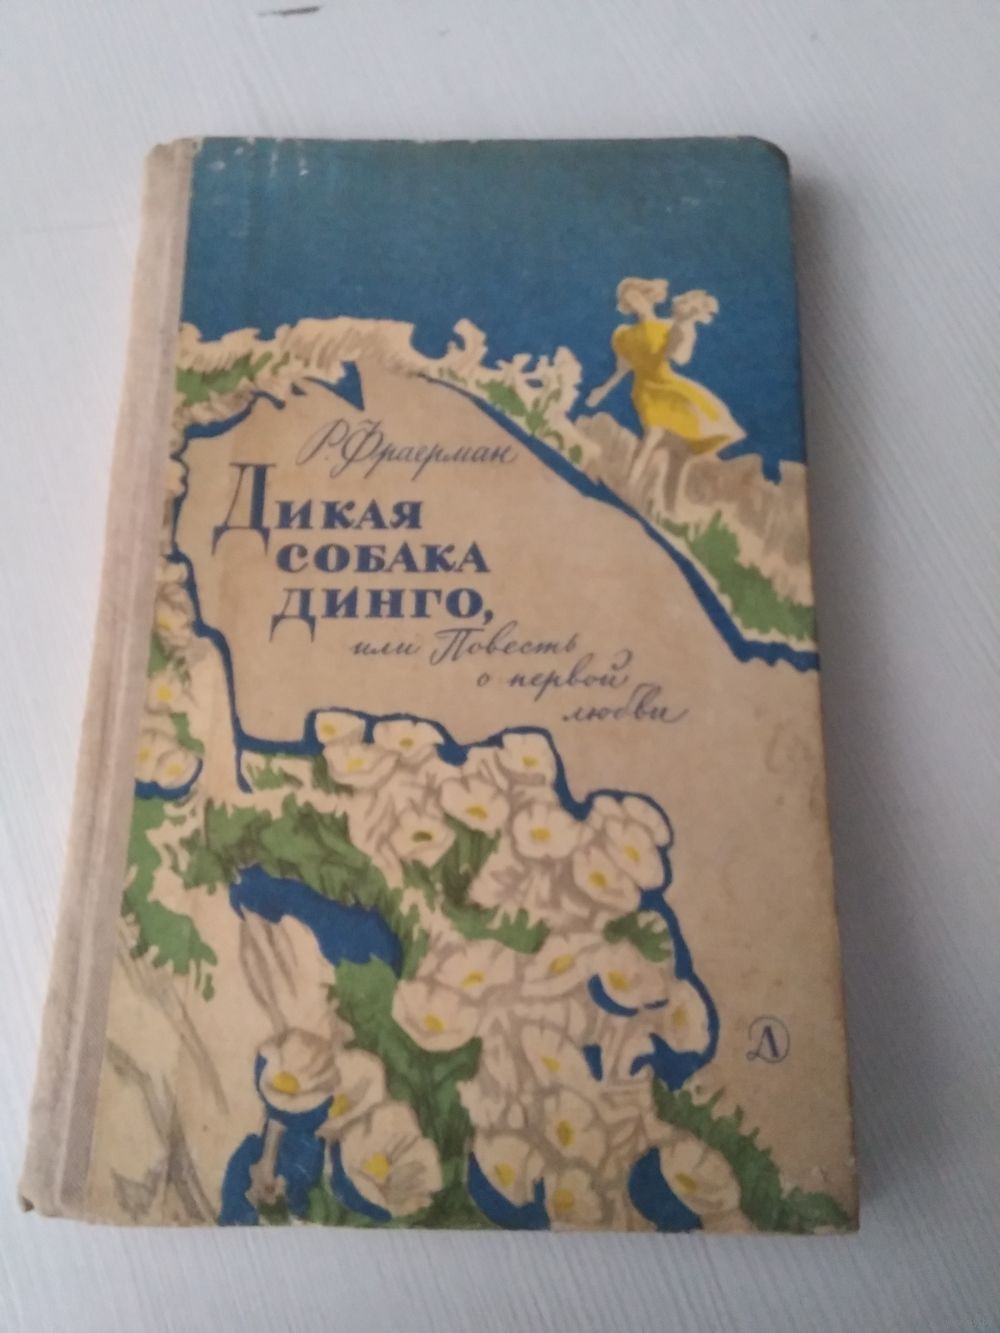 Р. Фраерман
ДИКАЯ
СОБАКА
ДИНГО,
или Повесть
о первой
любви
Д